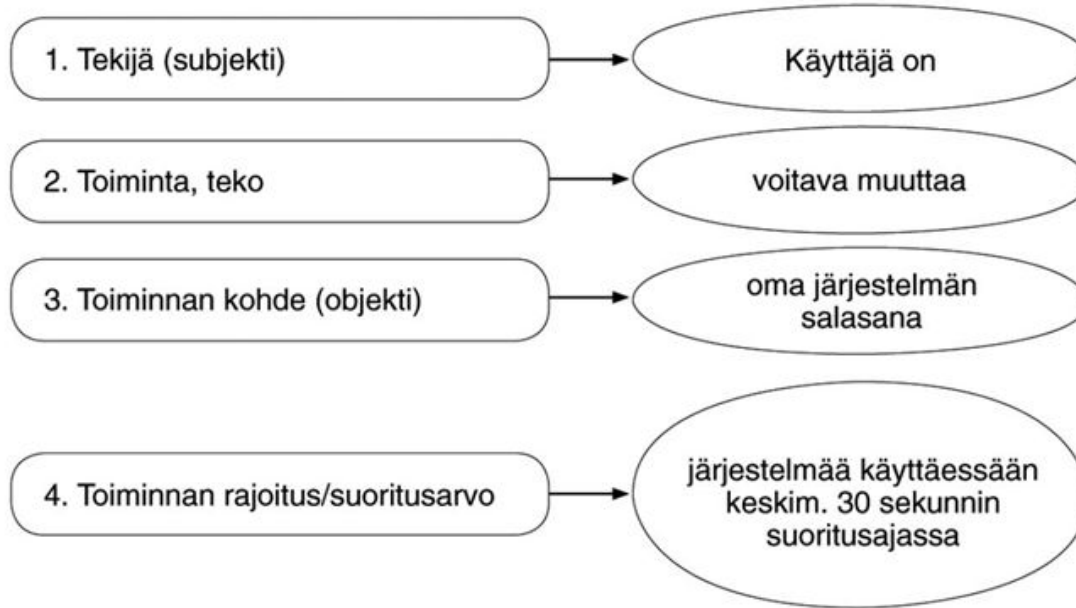 1. Tekijä (subjekti)
Käyttäjä on
2. Toiminta, teko
voitava muuttaa
3. Toiminnan kohde (objekti)
oma järjestelmän
salasana
4. Toiminnan rajoitus/suoritusarvo
järjestelmää käyttäessään
keskim. 30 sekunnin
suoritusajassa